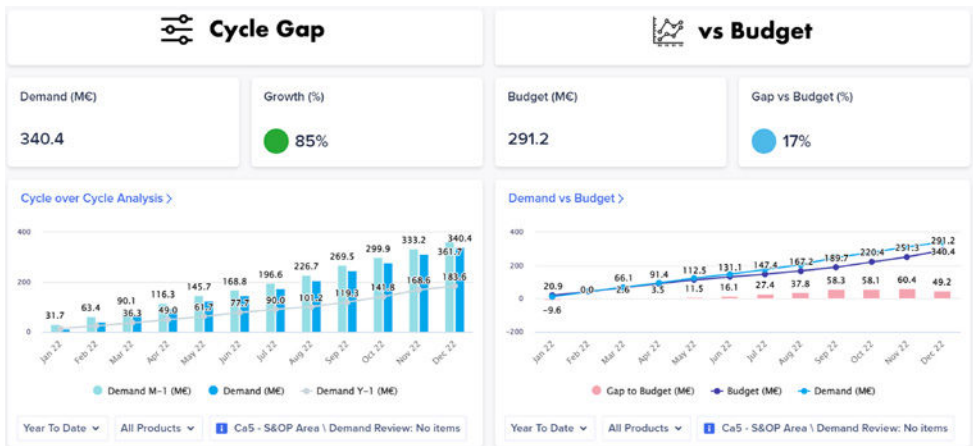 Cycle Gap
vs Budget
Demand (M€)
340.4
Growth (%)
85%
Budget (M€)
291.2
Gap vs Budget (%)
17%
Cycle over Cycle Analysis >
400
200
0
31.7
63.4
90.1
36.3
116.3
49.0
145.7
61.7
168.8
77.7
196.6
90.0
226.7
101.2
269.5
119.3
299.9
141.8
333.2
168.6
340.4
361.7
183.6
Jan 22
Feb 22
Mar 22
Apr 22
May 22
Jun 22
Jul 22
Aug 22
Sep 22
Oct 22
Nov 22
Dec 22
Demand M-1 (M€) Demand (M€) Demand Y-1 (M€)
Year To Date
All Products
Ca5 - S&OP Area \ Demand Review: No items
Demand vs Budget >
400
200
0
-200
20.9
-9.6
0.0
66.1
2.6
91.4
3.5
112.5
11.5
131.1
16.1
147.4
27.4
167.2
37.8
189.7
58.3
220.4
58.1
251.3
60.4
291.2
340.4
49.2
Jan 22
Feb 22
Mar 22
Apr 22
May 22
Jun 22
Jul 22
Aug 22
Sep 22
Oct 22
Nov 22
Dec 22
Gap to Budget (M€) Budget (M€) Demand (M€)
Year To Date
All Products
Ca5 - S&OP Area \ Demand Review: No items